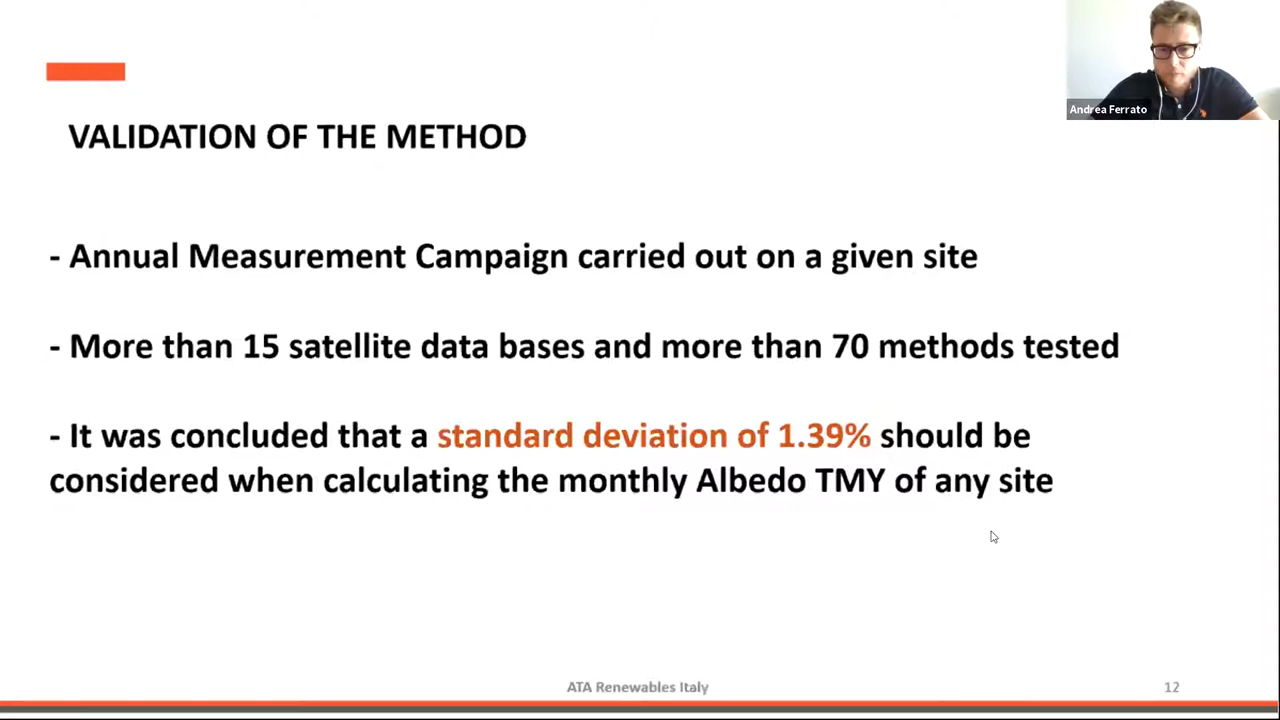 Andrea Ferrato
VALIDATION OF THE METHOD
- Annual Measurement Campaign carried out on a given site
- More than 15 satellite data bases and more than 70 methods tested
- It was concluded that a standard deviation of 1.39% should be
considered when calculating the monthly Albedo TMY of any site
ATA Renewables Italy
12